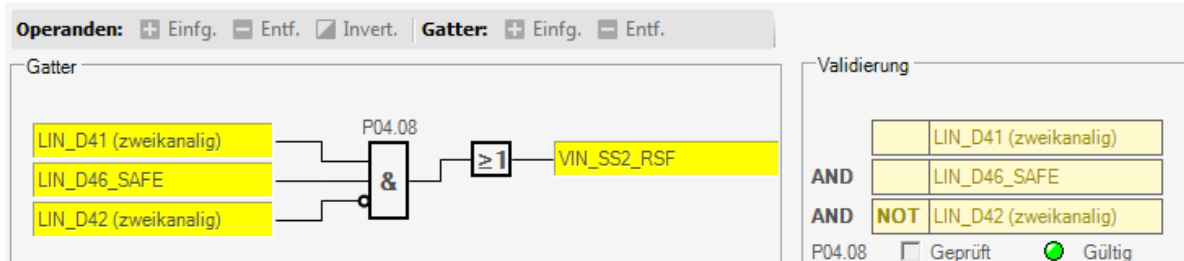 Operanden: Einfg. Entf. Invert. Gatter: Einfg. Entf.
Gatter
P04.08
LIN_D41 (zweikanalig)
LIN_D46_SAFE
LIN_D42 (zweikanalig)
&
≥1
VIN_SS2_RSF
Validierung
LIN_D41 (zweikanalig)
AND LIN_D46_SAFE
AND NOT LIN_D42 (zweikanalig)
P04.08 Geprüft Gültig